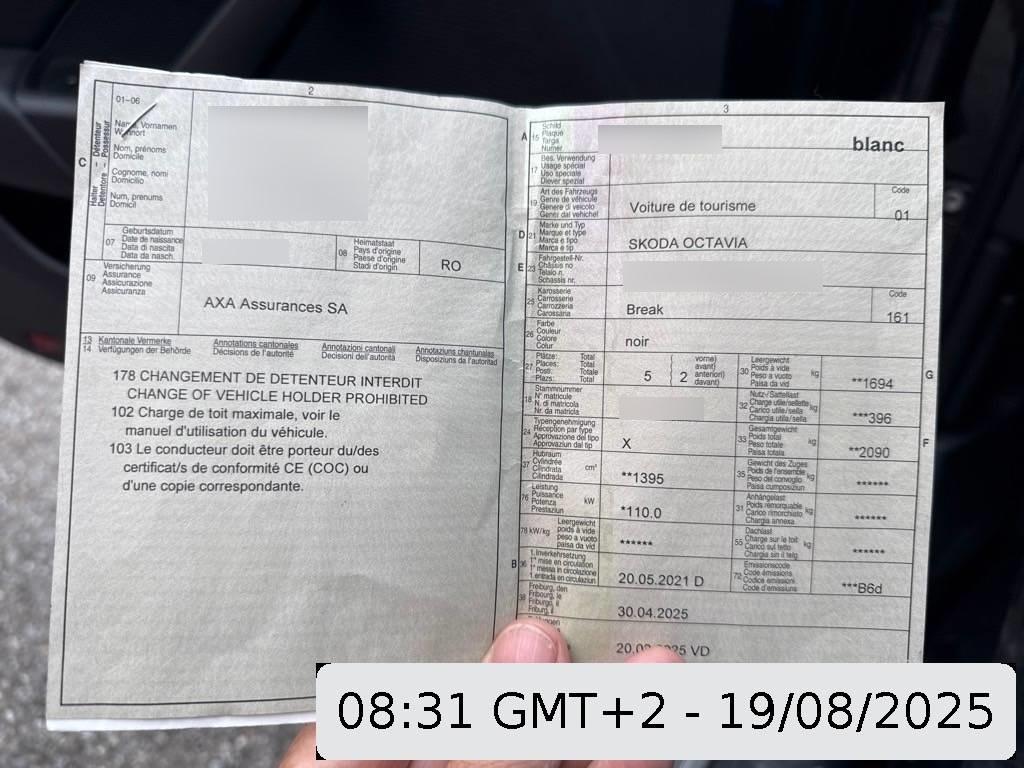 2
01–06
Name, Vornamen
Wohnort
Nom, prénoms
Domicile
Cognome, nomi
Domicilio
Num, prenums
Domicil
C
Halter – Détenteur
Detentore – Possessur
07
Geburtsdatum
Date de naissance
Data di nascita
Data da nasch.
08
Heimatstaat
Pays d'origine
Paese d'origine
Stadi d'origin
RO
09
Versicherung
Assurance
Assicurazione
Assicuranza
AXA Assurances SA
13 Kantonale Vermerke
14 Verfügungen der Behörde
Annotations cantonales
Décisions de l'autorité
Annotazioni cantonali
Decisioni dell'autorità
Annotaziuns chantunalas
Disposiziuns da l'autoritad
178 CHANGEMENT DE DETENTEUR INTERDIT
CHANGE OF VEHICLE HOLDER PROHIBITED
102 Charge de toit maximale, voir le
manuel d'utilisation du véhicule.
103 Le conducteur doit être porteur du/des
certificat/s de conformité CE (COC) ou
d'une copie correspondante.
3
A
15
Schild
Plaque
Targa
Numer
blanc
17
Bes. Verwendung
Usage spécial
Uso speciale
Diever spezial
19
Art des Fahrzeugs
Genre de véhicule
Genere di veicolo
Gener dal vehichel
Voiture de tourisme
Code
01
D
21
Marke und Typ
Marque et type
Marca e tipo
Marca e tip
SKODA OCTAVIA
E
23
Fahrgestell-Nr.
Châssis no
Telaio n.
Schassis nr.
25
Karosserie
Carrosserie
Carrozzeria
Carossaria
Break
Code
161
26
Farbe
Couleur
Colore
Colur
noir
27
Plätze: Total
Places: Total
Posti: Totale
Plazs: Total
5
2
vorne)
avant)
anteriori)
davant)
30
Leergewicht
Poids à vide
Peso a vuoto
Paisa da vid
kg
**1694
G
18
Stammnummer
N° matricule
N. di matricola
Nr. da matricla
32
Nutz-/Sattellast
Charge utile/sellette
Carico utile/sella
Chargia utila/sella
kg
***396
24
Typengenehmigung
Réception par type
Approvazione del tipo
Approvaziun dal tip
X
33
Gesamtgewicht
Poids total
Peso totale
Paisa totala
kg
**2090
F
37
Hubraum
Cylindrée
Cilindrata
Cilindrada
cm³
**1395
35
Gewicht des Zuges
Poids de l'ensemble
Peso del convoglio
Paisa cumposiziun
kg
******
76
Leistung
Puissance
Potenza
Prestaziun
kW
*110.0
31
Anhängelast
Poids remorquable
Carico rimorchiato
Chargia annexa
kg
******
78 kW/kg
Leergewicht
poids à vide
peso a vuoto
paisa da vid
******
55
Dachlast
Charge sur le toit
Carico sul tetto
Chargia sin il tetg
kg
******
B
36
1. Inverkehrsetzung
1re mise en circulation
1a messa in circolazione
1. entrada en circulaziun
20.05.2021 D
72
Emissionscode
Code émissions
Codice emissioni
Code d'emissiuns
***B6d
38
Freiburg, den
Fribourg, le
Friburgo, il
Friburg, il
30.04.2025
VD
08:31 GMT+2 - 19/08/2025